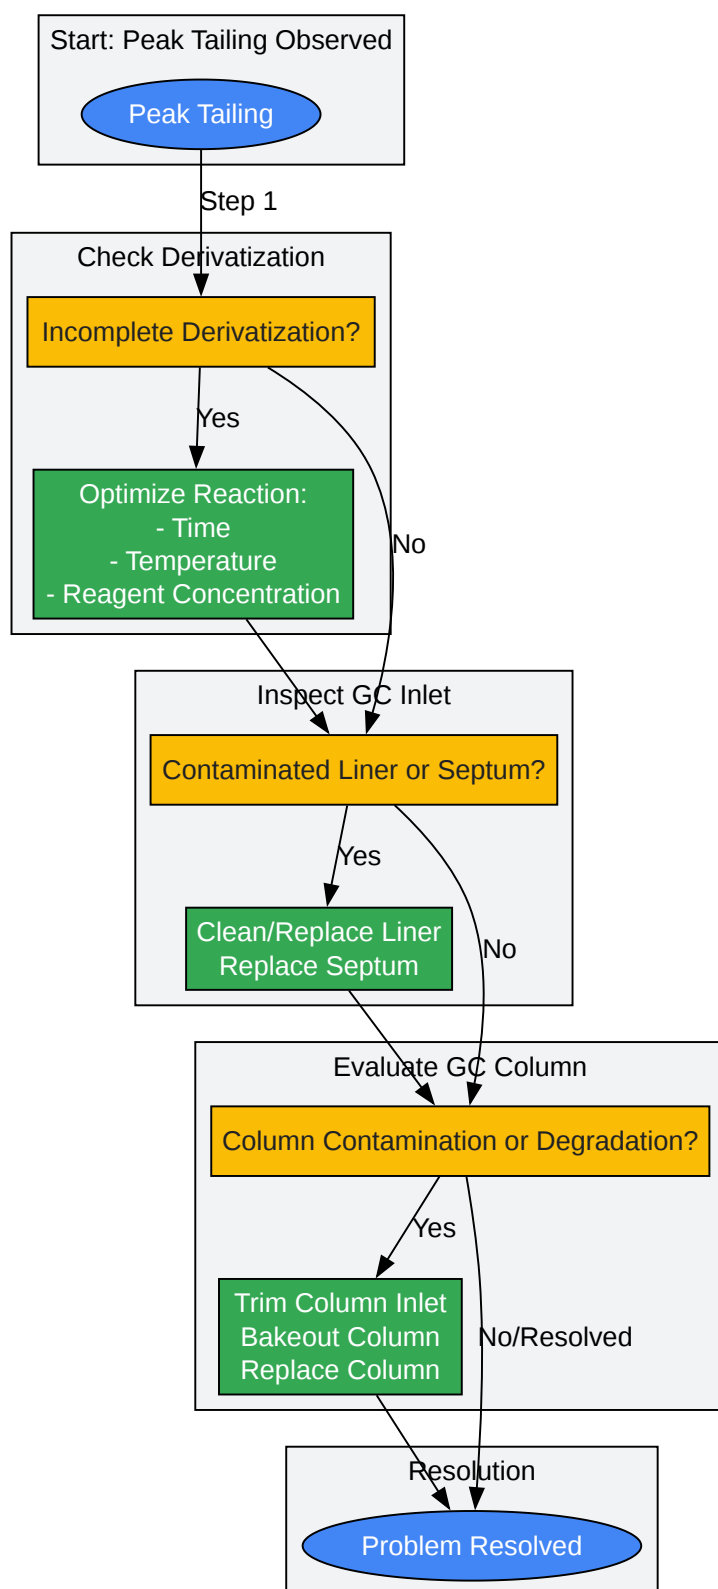 Start: Peak Tailing Observed
Peak Tailing
Step 1
Check Derivatization
Incomplete Derivatization?
Yes
Optimize Reaction:
- Time
- Temperature
- Reagent Concentration
No
Inspect GC Inlet
Contaminated Liner or Septum?
Yes
Clean/Replace Liner
Replace Septum
No
Evaluate GC Column
Column Contamination or Degradation?
Yes
Trim Column Inlet
Bakeout Column
Replace Column
No/Resolved
Resolution
Problem Resolved